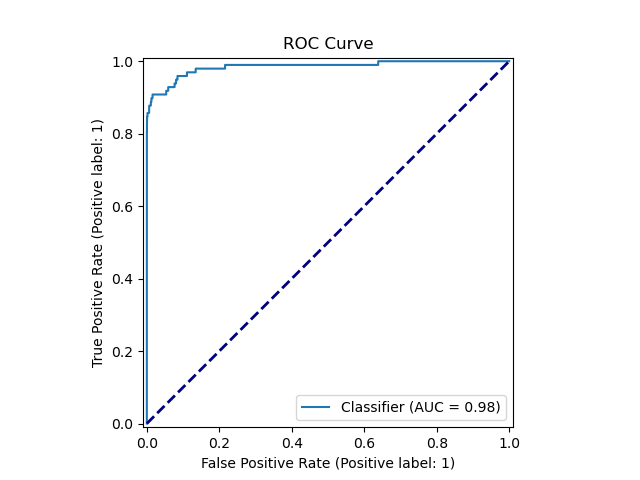 ROC Curve
1.0
0.8
0.6
0.4
0.2
0.0
True Positive Rate (Positive label: 1)
Classifier (AUC = 0.98)
0.0 0.2 0.4 0.6 0.8 1.0
False Positive Rate (Positive label: 1)